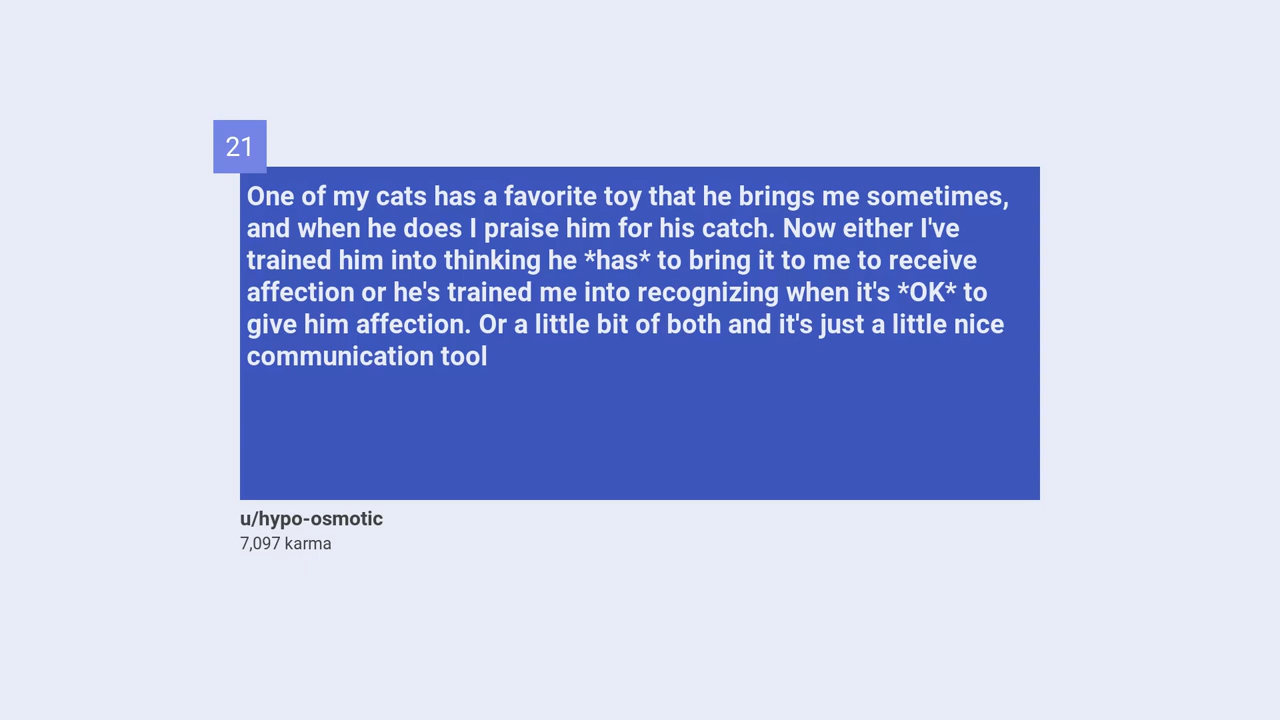 21
One of my cats has a favorite toy that he brings me sometimes,
and when he does I praise him for his catch. Now either I've
trained him into thinking he *has* to bring it to me to receive
affection or he's trained me into recognizing when it's *OK* to
give him affection. Or a little bit of both and it's just a little nice
communication tool
u/hypo-osmotic
7,097 karma